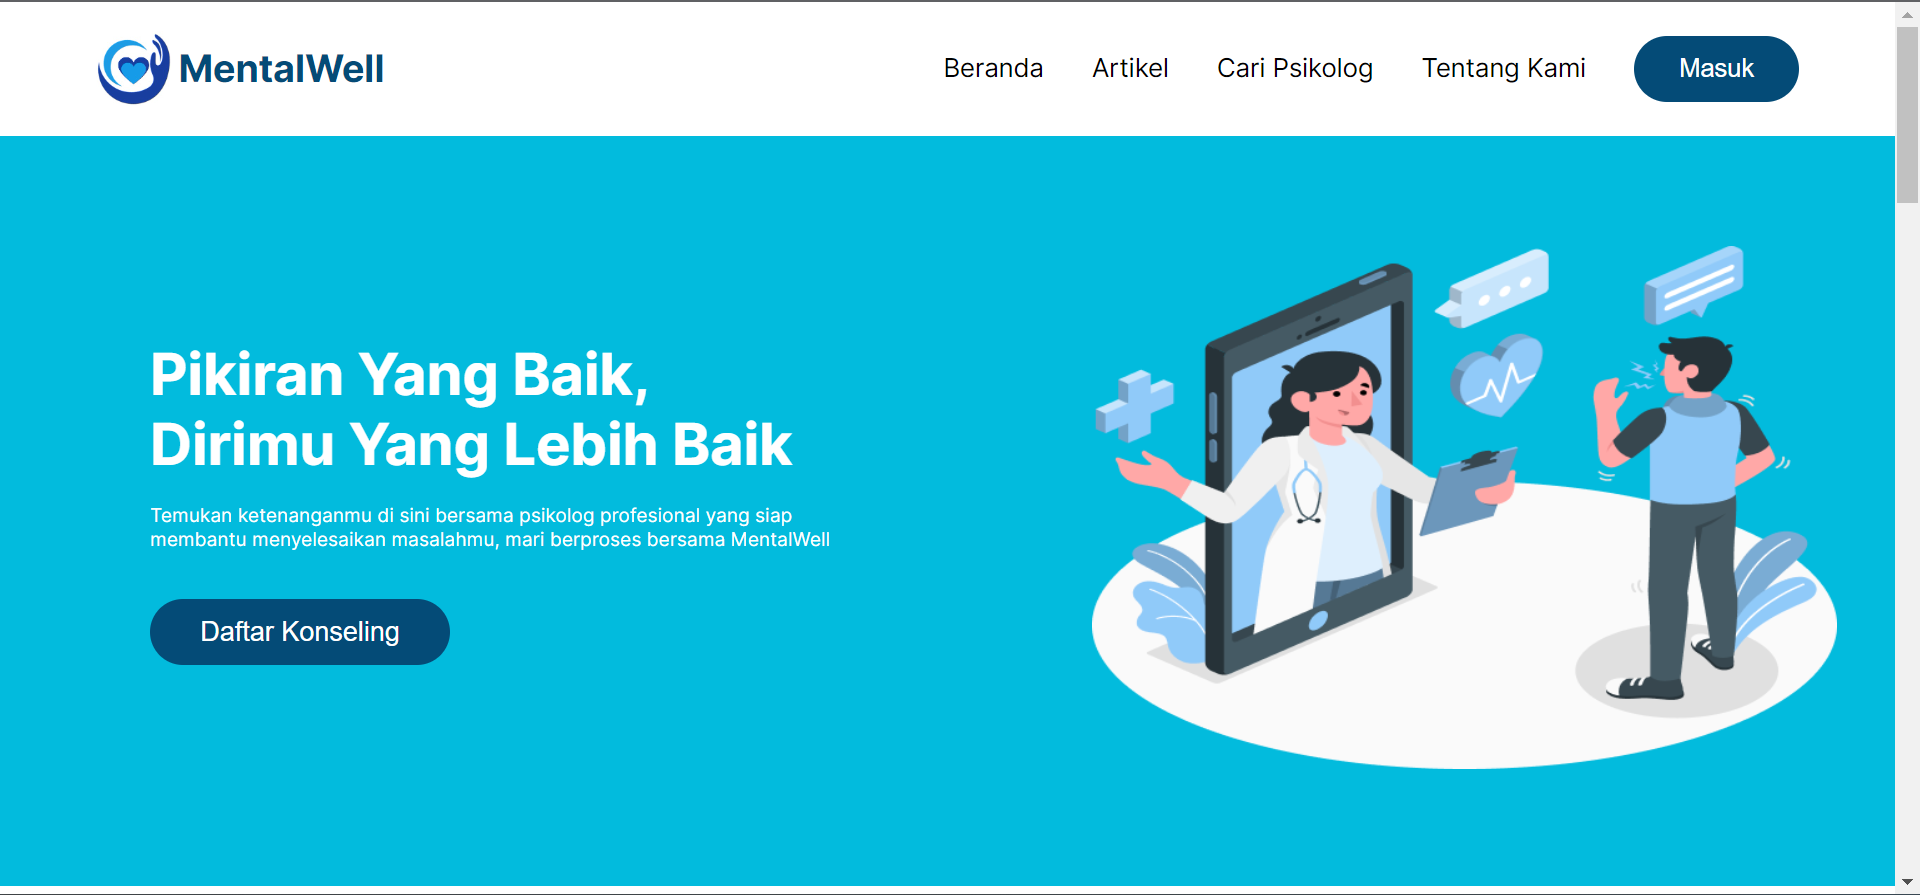 MentalWell
Beranda
Artikel
Cari Psikolog
Tentang Kami
Masuk
Pikiran Yang Baik,
Dirimu Yang Lebih Baik
Temukan ketenanganmu di sini bersama psikolog profesional yang siap
membantu menyelesaikan masalahmu, mari berproses bersama MentalWell
Daftar Konseling